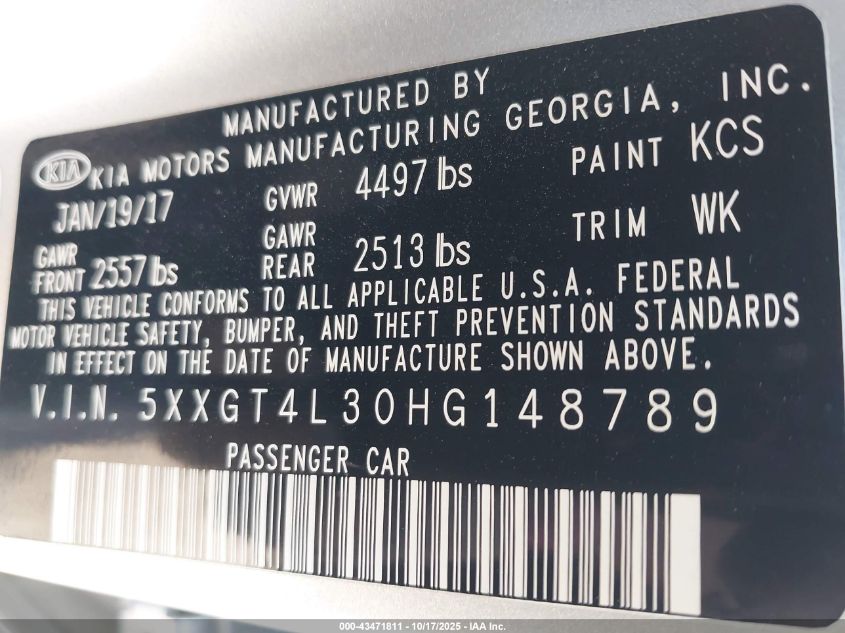 MANUFACTURED BY
KIA KIA MOTORS MANUFACTURING GEORGIA, INC.
JAN/19/17 GVWR 4497 lbs PAINT KCS
GAWR FRONT 2557 lbs GAWR REAR 2513 lbs TRIM WK
THIS VEHICLE CONFORMS TO ALL APPLICABLE U.S.A. FEDERAL
MOTOR VEHICLE SAFETY, BUMPER, AND THEFT PREVENTION STANDARDS
IN EFFECT ON THE DATE OF MANUFACTURE SHOWN ABOVE.
V.I.N. 5XXGT4L30HG148789
PASSENGER CAR
000-43471811 - 10/17/2025 - IAA Inc.